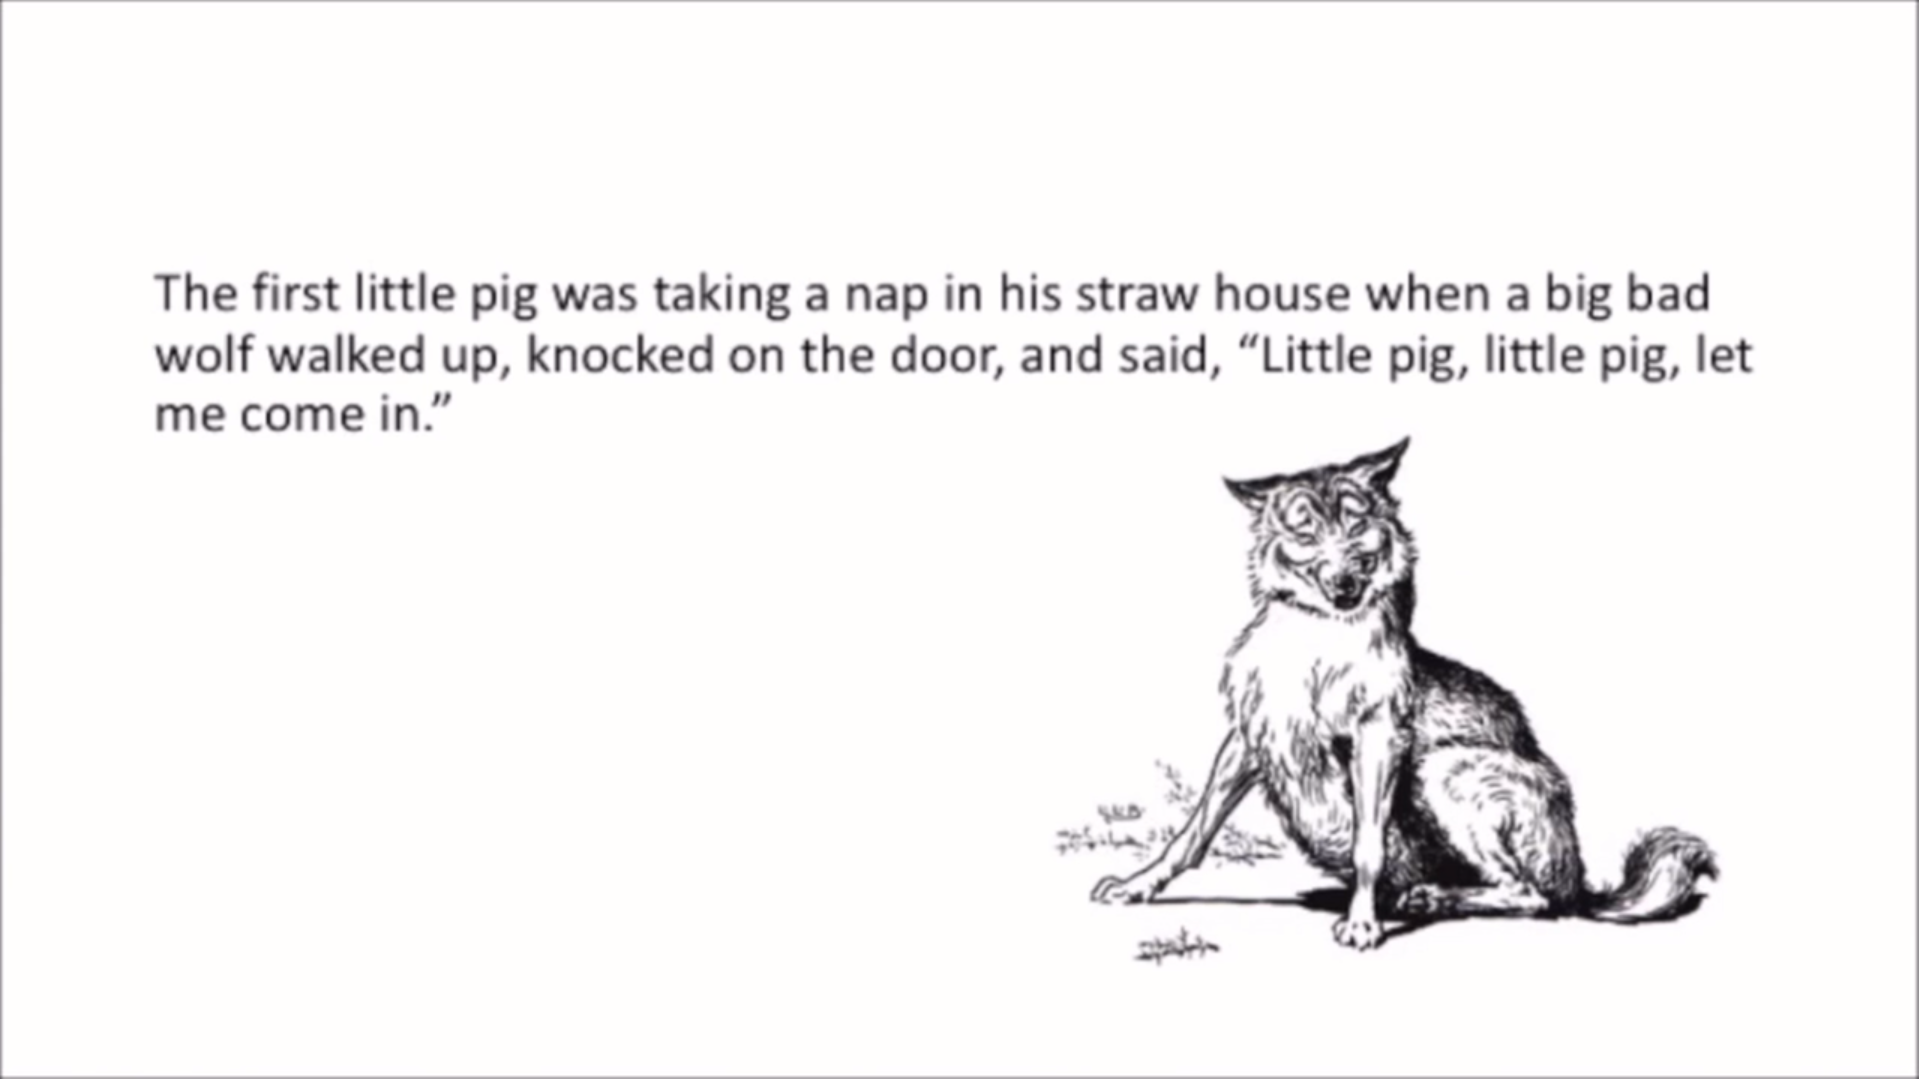 The first little pig was taking a nap in his straw house when a big bad
wolf walked up, knocked on the door, and said, “Little pig, little pig, let
me come in.”